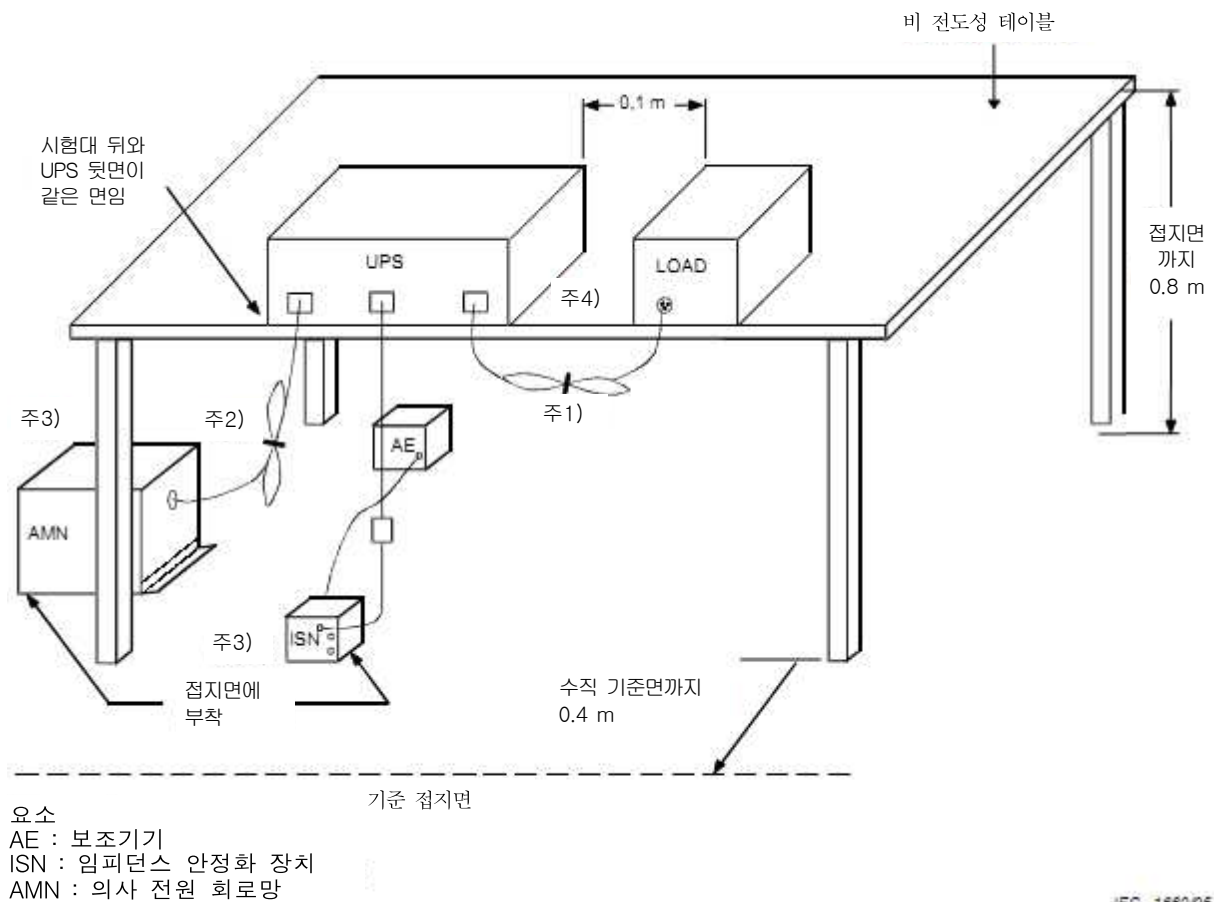 비 전도성 테이블
0.1 m
시험대 뒤와
UPS 뒷면이
같은 면임
접지면
까지
0.8 m
UPS
LOAD
주4)
주3)
주2)
주1)
AE
AMN
주3)
ISN
접지면에
부착
수직 기준면까지
0.4 m
기준 접지면
요소
AE : 보조기기
ISN : 임피던스 안정화 장치
AMN : 의사 전원 회로망